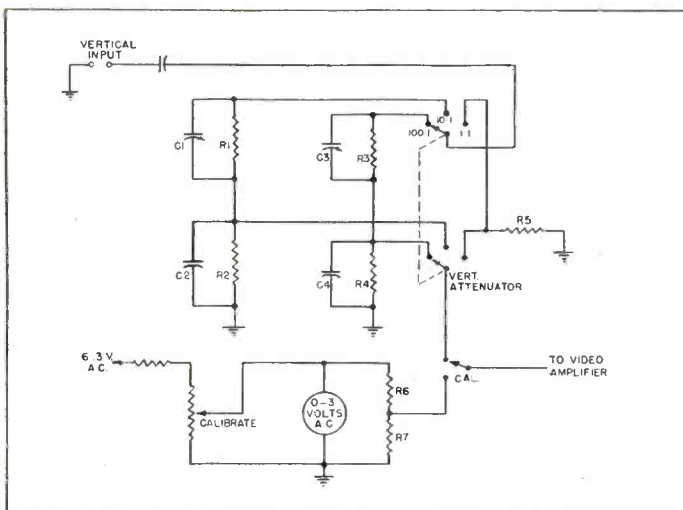 VERTICAL
INPUT
10:1
100:1
1:1
C1
R1
C3
R3
R5
C2
R2
C4
R4
VERT.
ATTENUATOR
6.3 V.
A.C.
CALIBRATE
0-3
VOLTS
A.C.
R6
R7
CAL.
TO VIDEO
AMPLIFIER